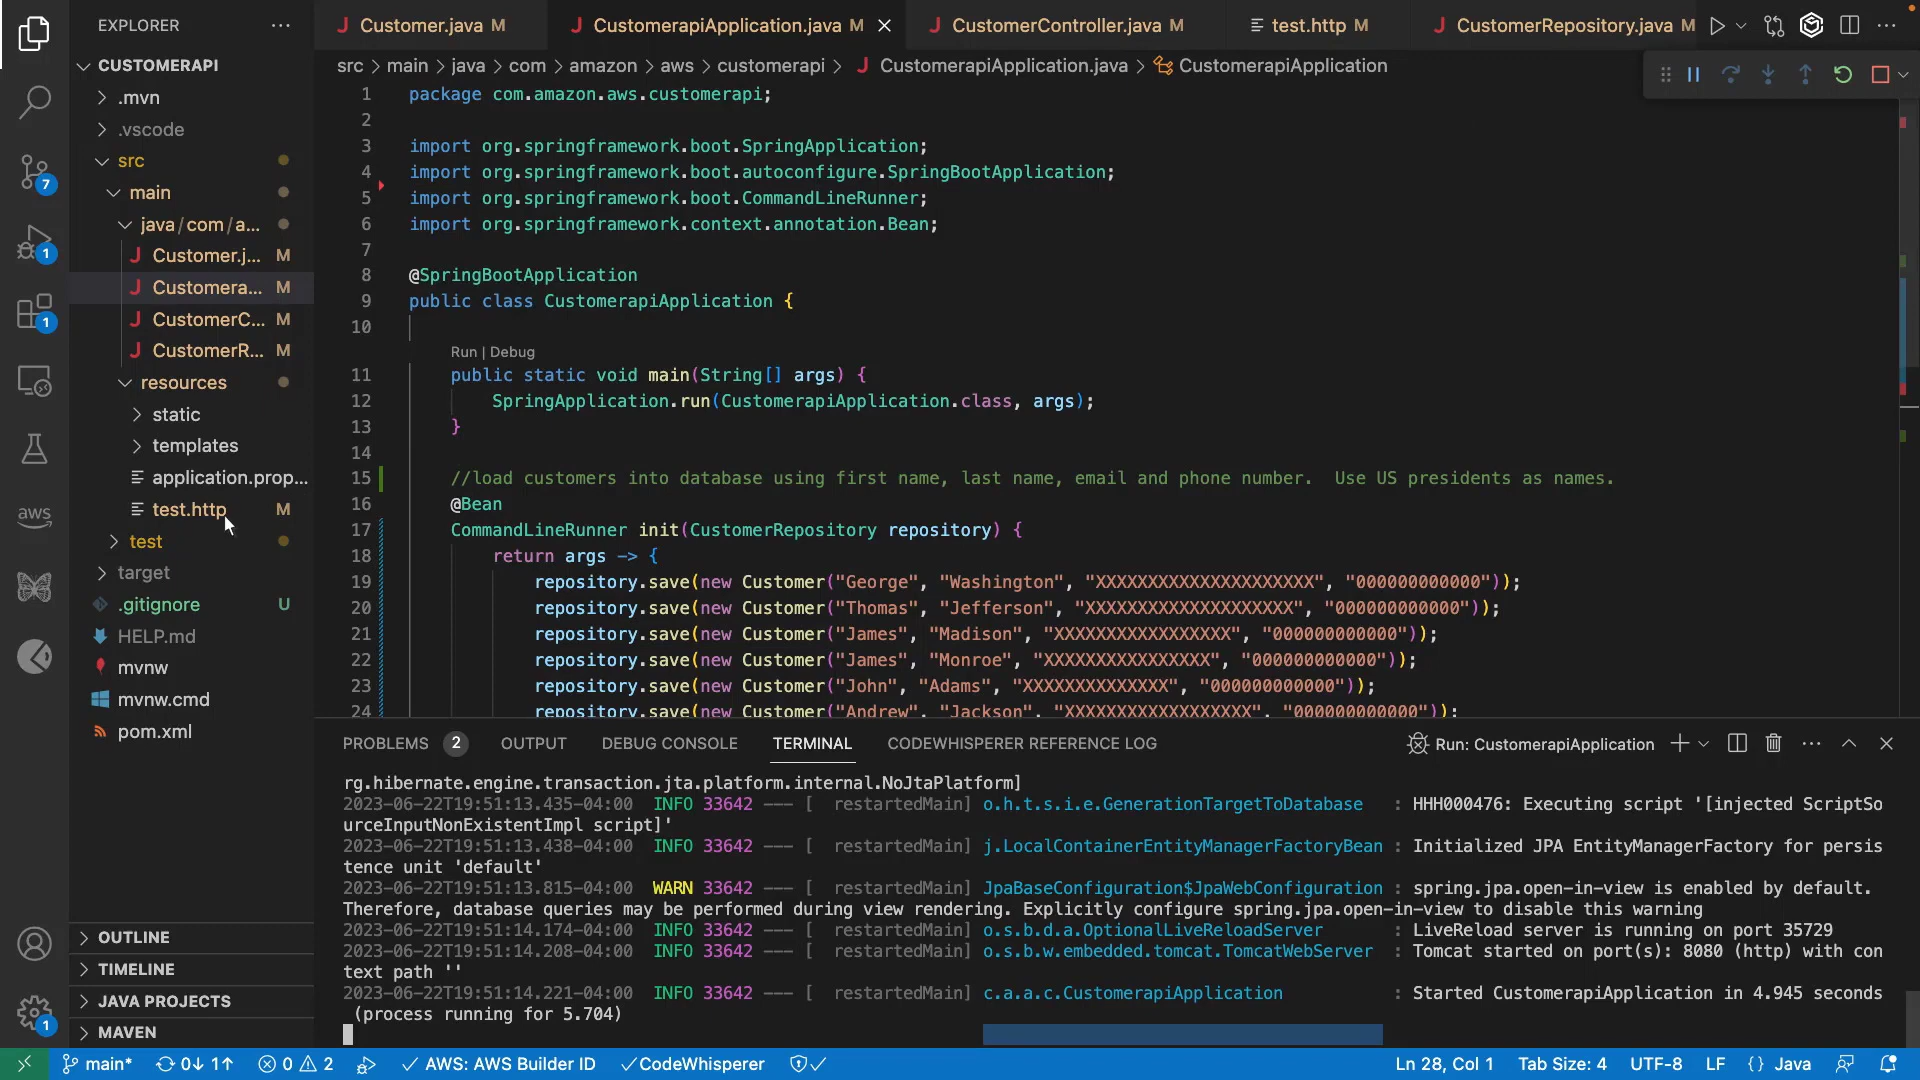 EXPLORER
Customer.java M
CustomerapiApplication.java M
CustomerController.java M
test.http M
CustomerRepository.java M
CUSTOMERAPI
src > main > java > com > amazon > aws > customerapi > CustomerapiApplication.java > CustomerapiApplication
.mvn
.vscode
src
main
java/com/a...
Customer.j... M
Customera... M
CustomerC... M
CustomerR... M
resources
static
templates
application.prop...
test.http M
test
target
.gitignore U
HELP.md
mvnw
mvnw.cmd
pom.xml
OUTLINE
TIMELINE
JAVA PROJECTS
MAVEN
7
1
1
aws
1
1 package com.amazon.aws.customerapi;
2
3 import org.springframework.boot.SpringApplication;
4 import org.springframework.boot.autoconfigure.SpringBootApplication;
5 import org.springframework.boot.CommandLineRunner;
6 import org.springframework.context.annotation.Bean;
7
8 @SpringBootApplication
9 public class CustomerapiApplication {
10
Run | Debug
11 public static void main(String[] args) {
12 SpringApplication.run(CustomerapiApplication.class, args);
13 }
14
15 //load customers into database using first name, last name, email and phone number.  Use US presidents as names.
16 @Bean
17 CommandLineRunner init(CustomerRepository repository) {
18 return args -> {
19 repository.save(new Customer("George", "Washington", "XXXXXXXXXXXXXXXXXXXXX", "000000000000"));
20 repository.save(new Customer("Thomas", "Jefferson", "XXXXXXXXXXXXXXXXXXXX", "000000000000"));
21 repository.save(new Customer("James", "Madison", "XXXXXXXXXXXXXXXXX", "000000000000"));
22 repository.save(new Customer("James", "Monroe", "XXXXXXXXXXXXXXXX", "000000000000"));
23 repository.save(new Customer("John", "Adams", "XXXXXXXXXXXXXX", "000000000000"));
24 repository.save(new Customer("Andrew", "Jackson", "XXXXXXXXXXXXXXXXXX", "000000000000"));
PROBLEMS 2 OUTPUT DEBUG CONSOLE TERMINAL CODEWHISPERER REFERENCE LOG Run: CustomerapiApplication
rg.hibernate.engine.transaction.jta.platform.internal.NoJtaPlatform]
2023-06-22T19:51:13.435-04:00 INFO 33642 --- [ restartedMain] o.h.t.s.i.e.GenerationTargetToDatabase : HHH000476: Executing script '[injected ScriptSo
urceInputNonExistentImpl script]'
2023-06-22T19:51:13.438-04:00 INFO 33642 --- [ restartedMain] j.LocalContainerEntityManagerFactoryBean : Initialized JPA EntityManagerFactory for persis
tence unit 'default'
2023-06-22T19:51:13.815-04:00 WARN 33642 --- [ restartedMain] JpaBaseConfiguration$JpaWebConfiguration : spring.jpa.open-in-view is enabled by default.
Therefore, database queries may be performed during view rendering. Explicitly configure spring.jpa.open-in-view to disable this warning
2023-06-22T19:51:14.174-04:00 INFO 33642 --- [ restartedMain] o.s.b.d.a.OptionalLiveReloadServer : LiveReload server is running on port 35729
2023-06-22T19:51:14.208-04:00 INFO 33642 --- [ restartedMain] o.s.b.w.embedded.tomcat.TomcatWebServer : Tomcat started on port(s): 8080 (http) with con
text path ''
2023-06-22T19:51:14.221-04:00 INFO 33642 --- [ restartedMain] c.a.a.c.CustomerapiApplication : Started CustomerapiApplication in 4.945 seconds
(process running for 5.704)
main* 0↓ 1↑ 0 2 AWS: AWS Builder ID CodeWhisperer Ln 28, Col 1 Tab Size: 4 UTF-8 LF {} Java